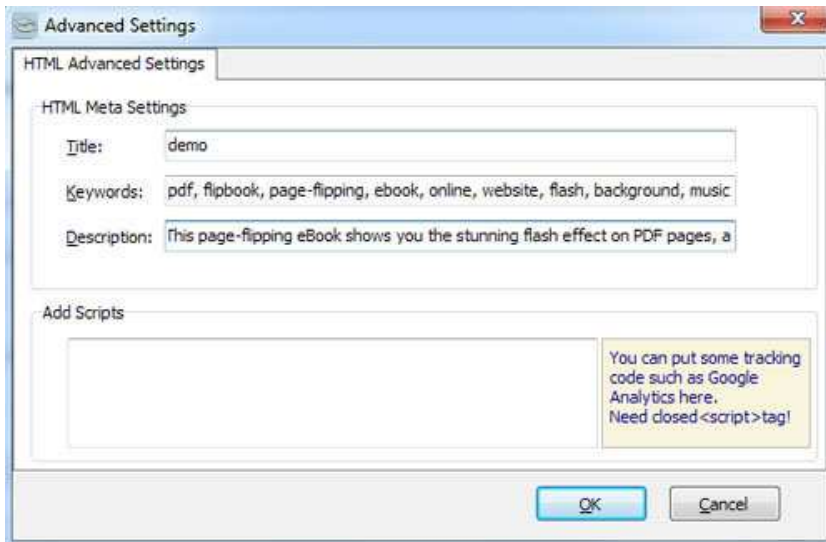 Advanced Settings
HTML Advanced Settings
HTML Meta Settings
Title: demo
Keywords: pdf, flipbook, page-flipping, ebook, online, website, flash, background, music
Description: This page-flipping eBook shows you the stunning flash effect on PDF pages, a
Add Scripts
You can put some tracking
code such as Google
Analytics here.
Need closed<script>tag!
OK Cancel